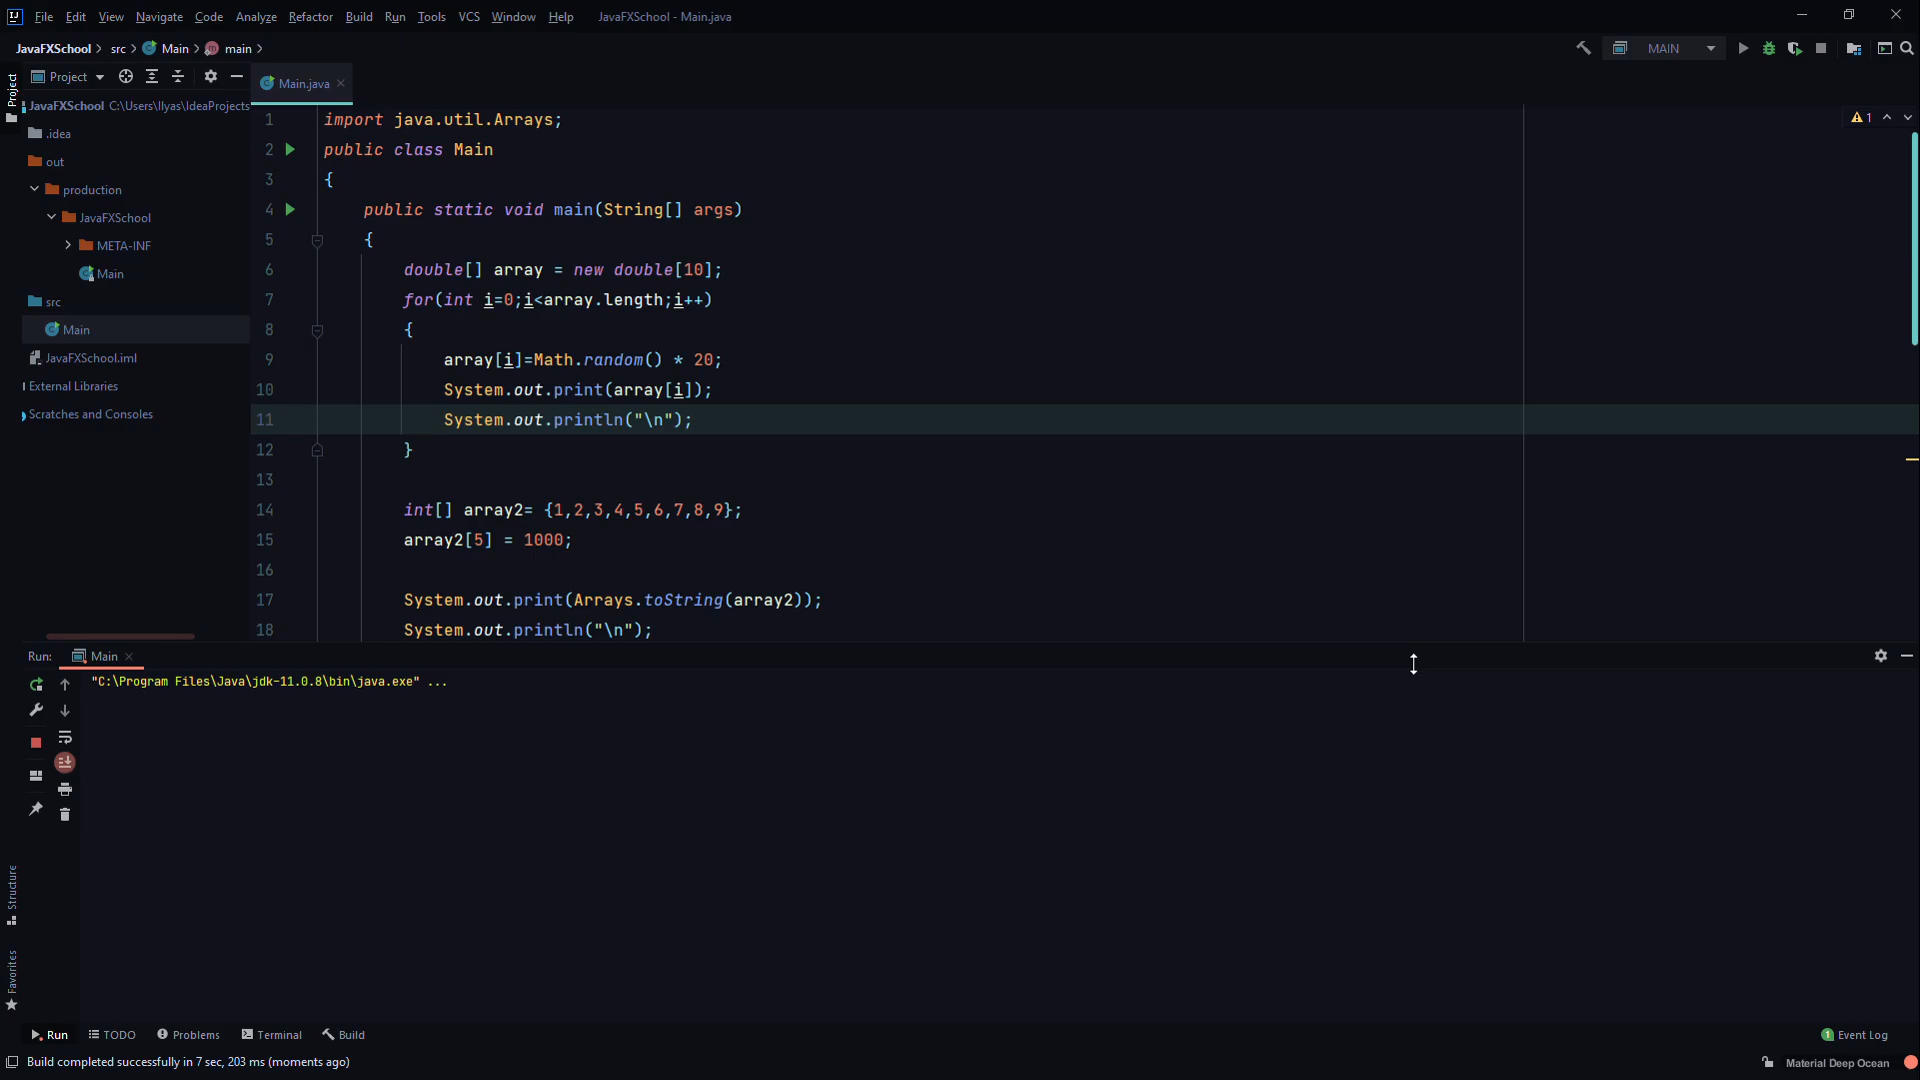 File Edit View Navigate Code Analyze Refactor Build Run Tools VCS Window Help JavaFXSchool - Main.java
JavaFXSchool src Main main MAIN
Project
Project
Main.java
JavaFXSchool C:\Users\Ilyas\IdeaProjects
.idea
out
production
JavaFXSchool
META-INF
Main
src
Main
JavaFXSchool.iml
External Libraries
Scratches and Consoles
1 import java.util.Arrays;
2 public class Main
3 {
4 public static void main(String[] args)
5 {
6 double[] array = new double[10];
7 for(int i=0;i<array.length;i++)
8 {
9 array[i]=Math.random() * 20;
10 System.out.print(array[i]);
11 System.out.println("\n");
12 }
13
14 int[] array2= {1,2,3,4,5,6,7,8,9};
15 array2[5] = 1000;
16
17 System.out.print(Arrays.toString(array2));
18 System.out.println("\n");
1
Run: Main
"C:\Program Files\Java\jdk-11.0.8\bin\java.exe" ...
Structure
Favorites
Run TODO Problems Terminal Build 1 Event Log
Build completed successfully in 7 sec, 203 ms (moments ago) Material Deep Ocean